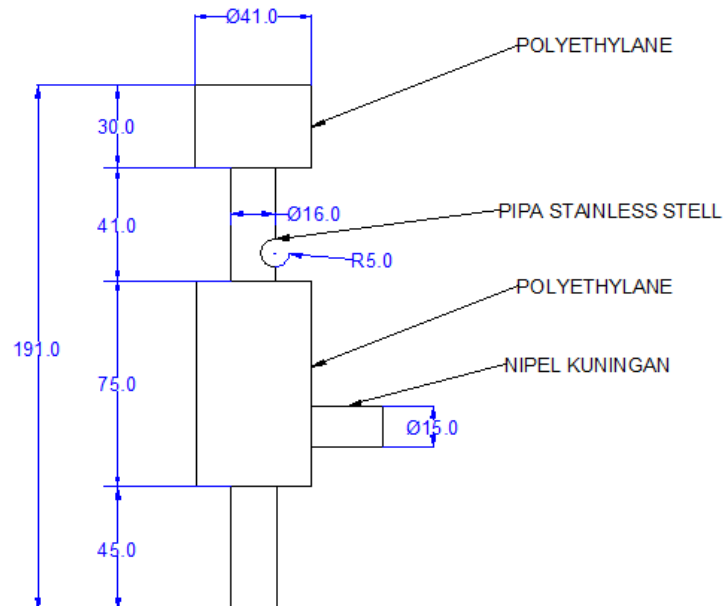 Ø41.0
POLYETHYLANE
30.0
41.0
Ø16.0
PIPA STAINLESS STELL
R5.0
POLYETHYLANE
191.0
75.0
NIPEL KUNINGAN
Ø15.0
45.0